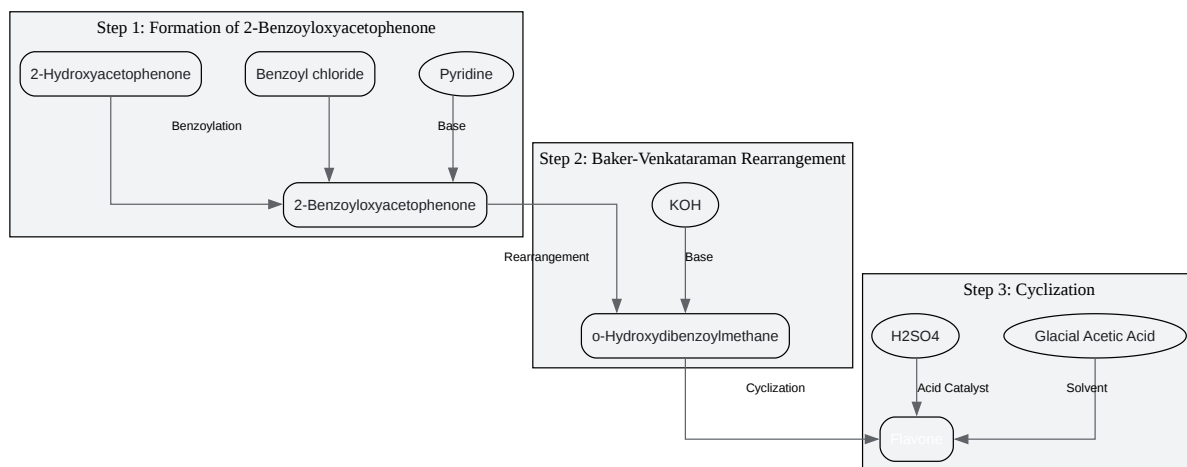 Step 1: Formation of 2-Benzoyloxyacetophenone
2-Hydroxyacetophenone
Benzoyl chloride
Pyridine
Benzoylation
Base
2-Benzoyloxyacetophenone
Step 2: Baker-Venkataraman Rearrangement
KOH
Rearrangement
Base
o-Hydroxydibenzoylmethane
Step 3: Cyclization
H2SO4
Glacial Acetic Acid
Cyclization
Acid Catalyst
Solvent
Flavone